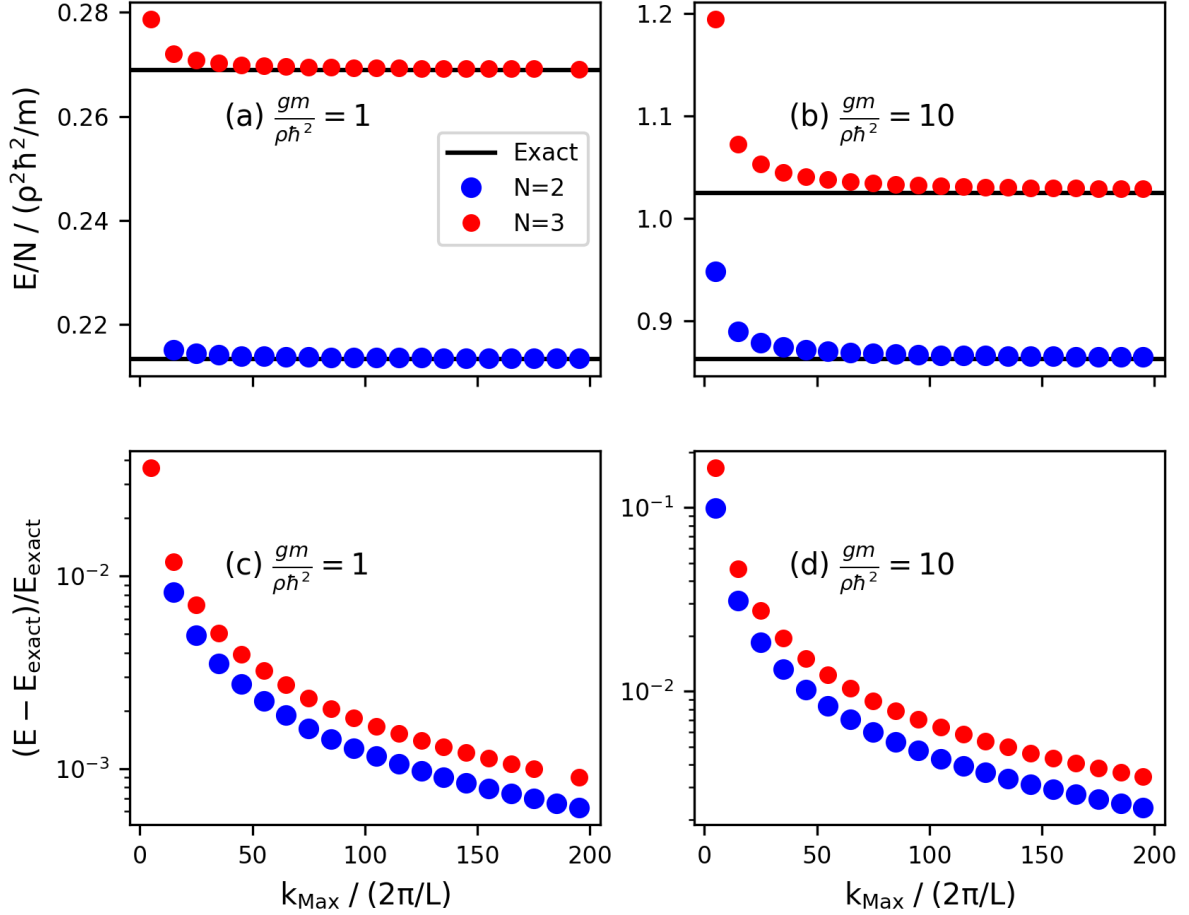 E/N / (ρ²ħ²/m)
0.28
0.26
0.24
0.22
(a) gm/ρħ² = 1
Exact
N=2
N=3
1.2
1.1
1.0
0.9
(b) gm/ρħ² = 10
(E − E_exact)/E_exact
10⁻²
10⁻³
(c) gm/ρħ² = 1
0
50
100
150
200
k_Max / (2π/L)
10⁻¹
10⁻²
(d) gm/ρħ² = 10
0
50
100
150
200
k_Max / (2π/L)